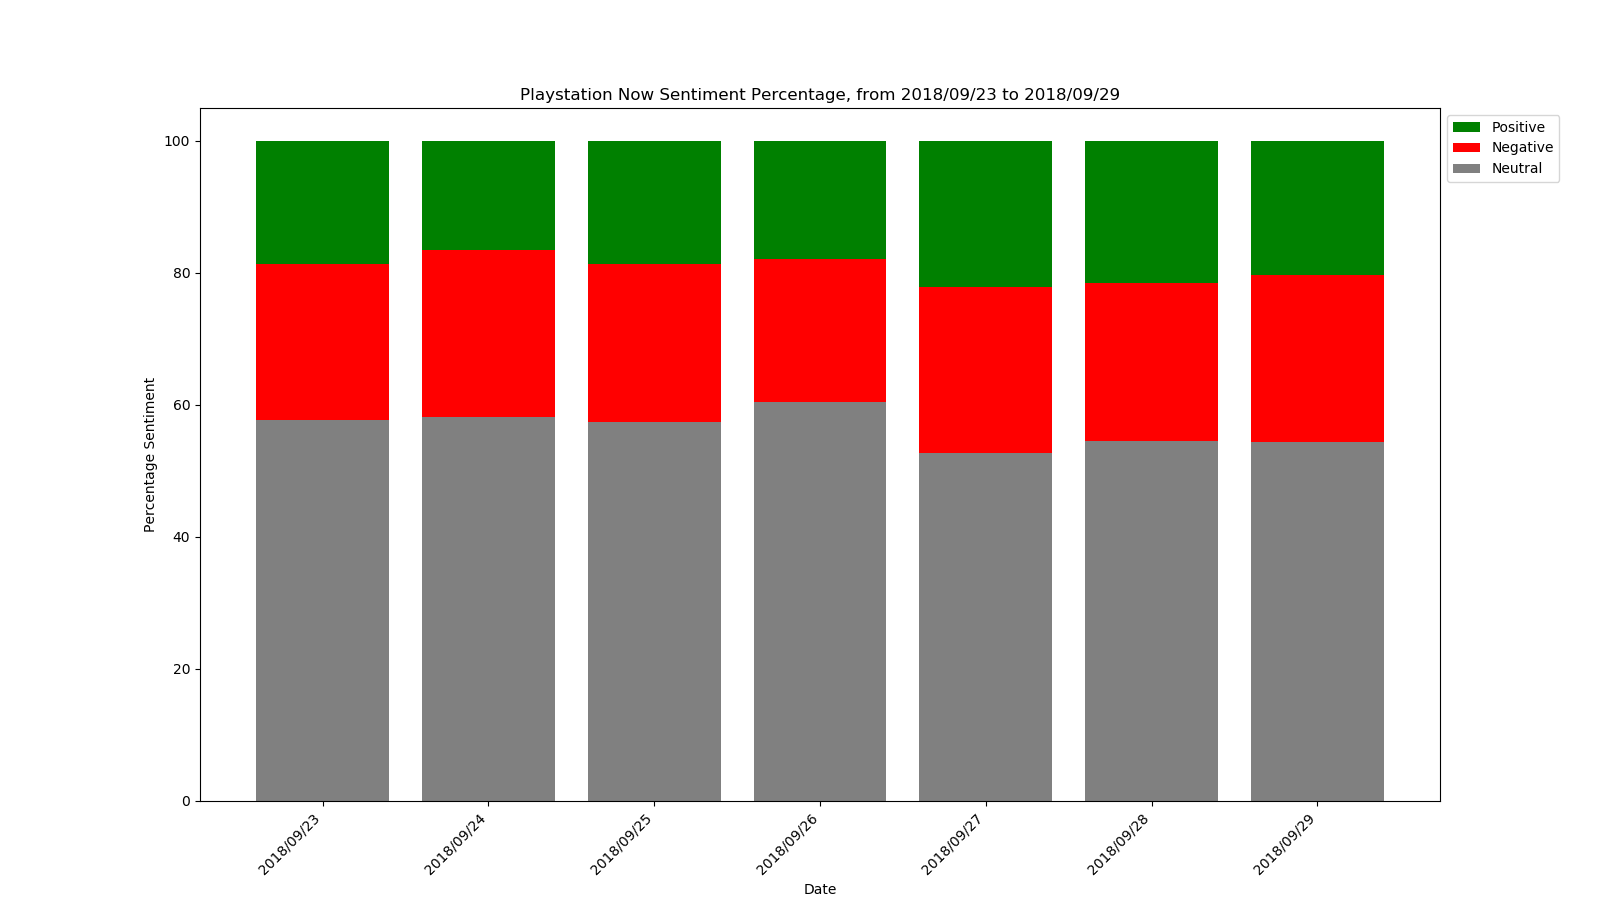 Playstation Now Sentiment Percentage, from 2018/09/23 to 2018/09/29
Positive
Negative
Neutral
Percentage Sentiment
100
80
60
40
20
0
2018/09/23
2018/09/24
2018/09/25
2018/09/26
2018/09/27
2018/09/28
2018/09/29
Date